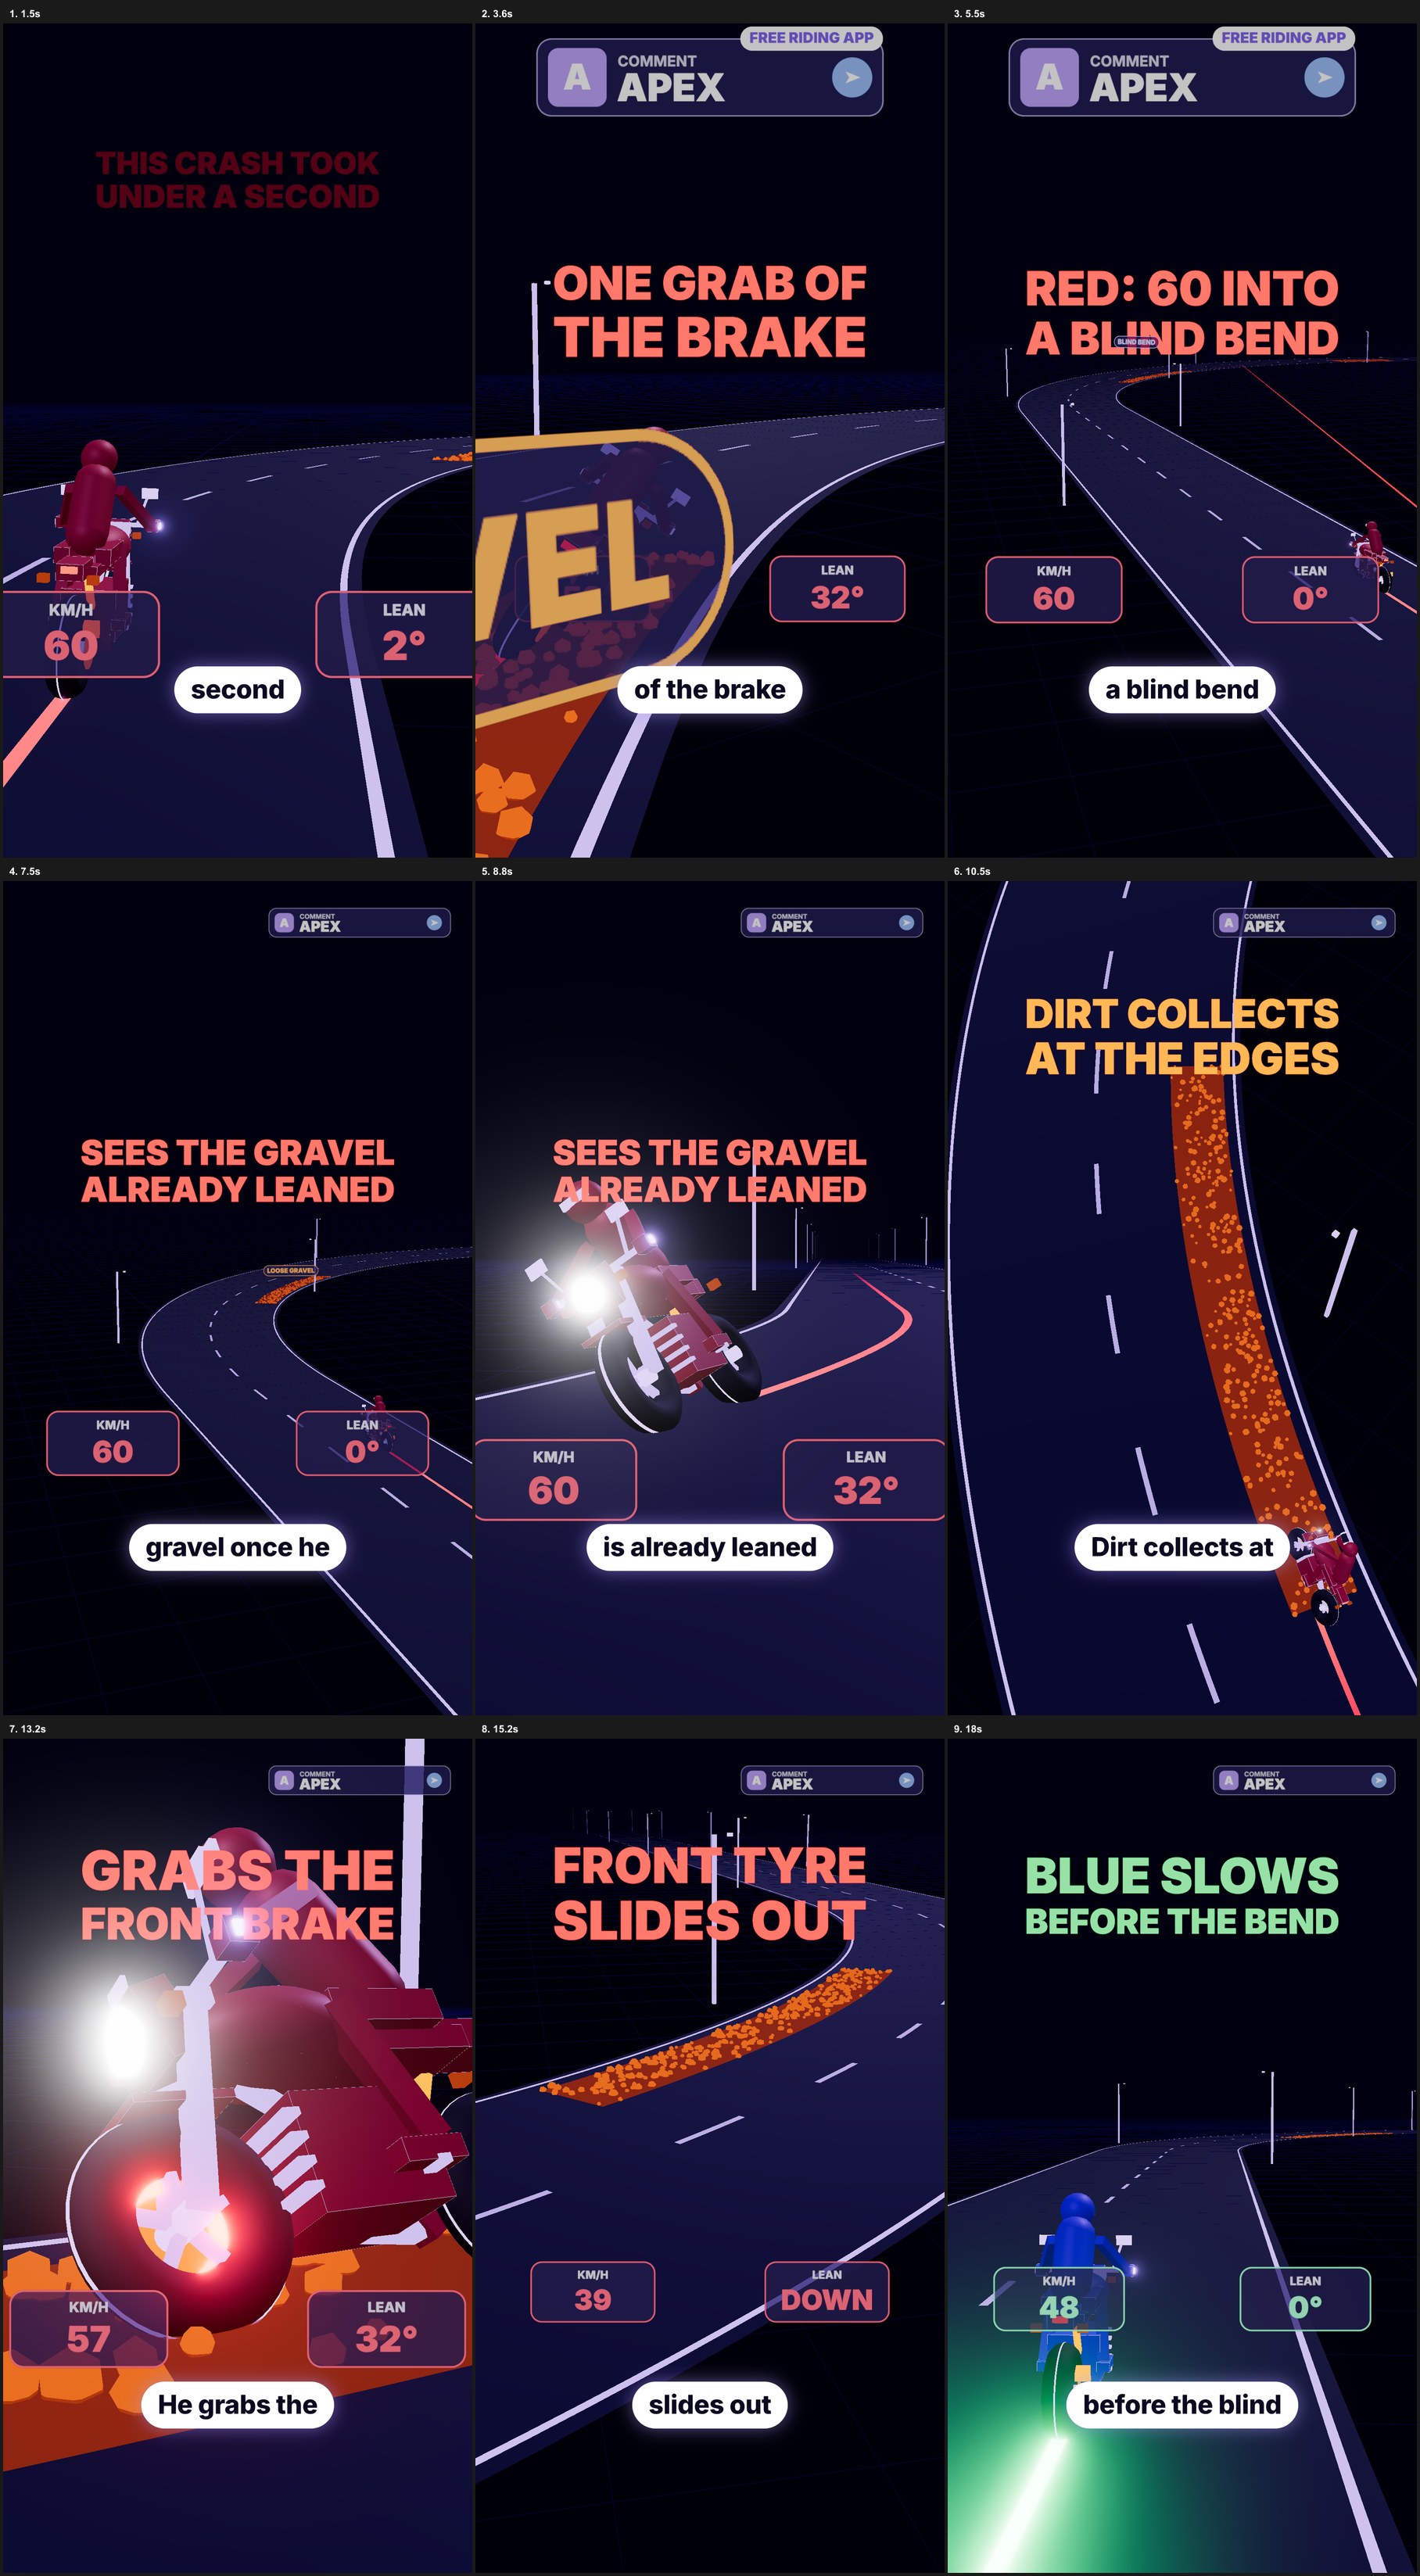 1. 1.5s
THIS CRASH TOOK
UNDER A SECOND
KM/H
60
LEAN
2°
second
2. 3.6s
FREE RIDING APP
A
COMMENT
APEX
ONE GRAB OF
THE BRAKE
VEL
LEAN
32°
of the brake
3. 5.5s
FREE RIDING APP
A
COMMENT
APEX
RED: 60 INTO
A BLIND BEND
BLIND BEND
KM/H
60
LEAN
0°
a blind bend
4. 7.5s
A
COMMENT
APEX
SEES THE GRAVEL
ALREADY LEANED
LOOSE GRAVEL
KM/H
60
LEAN
0°
gravel once he
5. 8.8s
A
COMMENT
APEX
SEES THE GRAVEL
ALREADY LEANED
KM/H
60
LEAN
32°
is already leaned
6. 10.5s
A
COMMENT
APEX
DIRT COLLECTS
AT THE EDGES
Dirt collects at
7. 13.2s
A
COMMENT
APEX
GRABS THE
FRONT BRAKE
KM/H
57
LEAN
32°
He grabs the
8. 15.2s
A
COMMENT
APEX
FRONT TYRE
SLIDES OUT
KM/H
39
LEAN
DOWN
slides out
9. 18s
A
COMMENT
APEX
BLUE SLOWS
BEFORE THE BEND
KM/H
48
LEAN
0°
before the blind